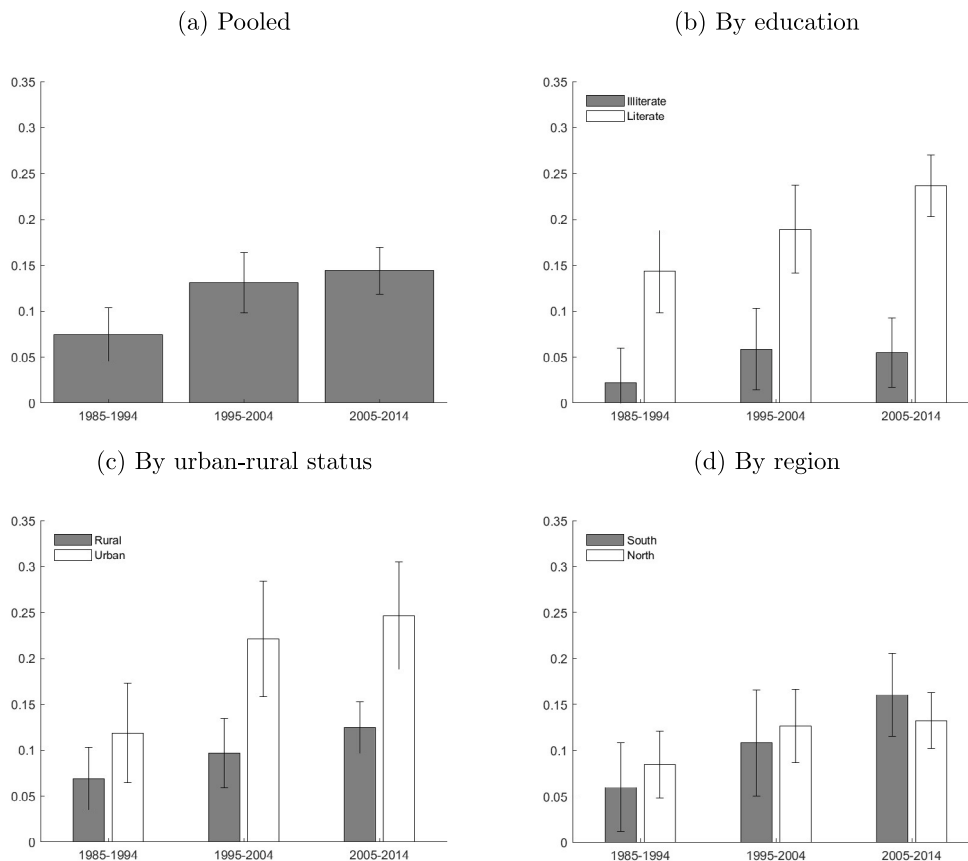 (a) Pooled
0.35
0.3
0.25
0.2
0.15
0.1
0.05
0
1985-1994 1995-2004 2005-2014
(b) By education
Illiterate
Literate
0.35
0.3
0.25
0.2
0.15
0.1
0.05
0
1985-1994 1995-2004 2005-2014
(c) By urban-rural status
Rural
Urban
0.35
0.3
0.25
0.2
0.15
0.1
0.05
0
1985-1994 1995-2004 2005-2014
(d) By region
South
North
0.35
0.3
0.25
0.2
0.15
0.1
0.05
0
1985-1994 1995-2004 2005-2014